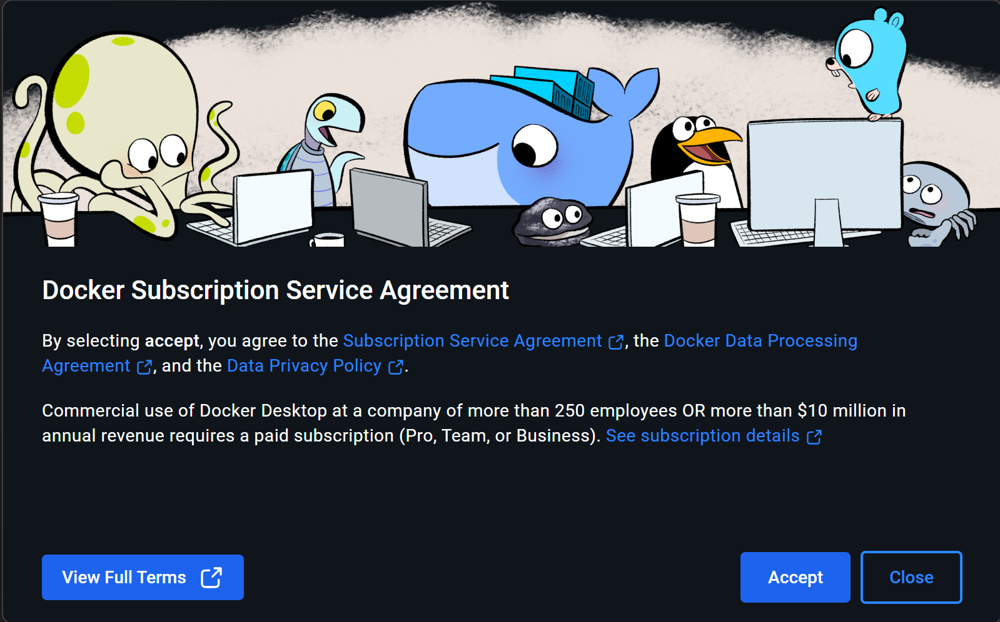 Docker Subscription Service Agreement
By selecting accept, you agree to the Subscription Service Agreement, the Docker Data Processing
Agreement, and the Data Privacy Policy.
Commercial use of Docker Desktop at a company of more than 250 employees OR more than $10 million in
annual revenue requires a paid subscription (Pro, Team, or Business). See subscription details
View Full Terms
Accept
Close